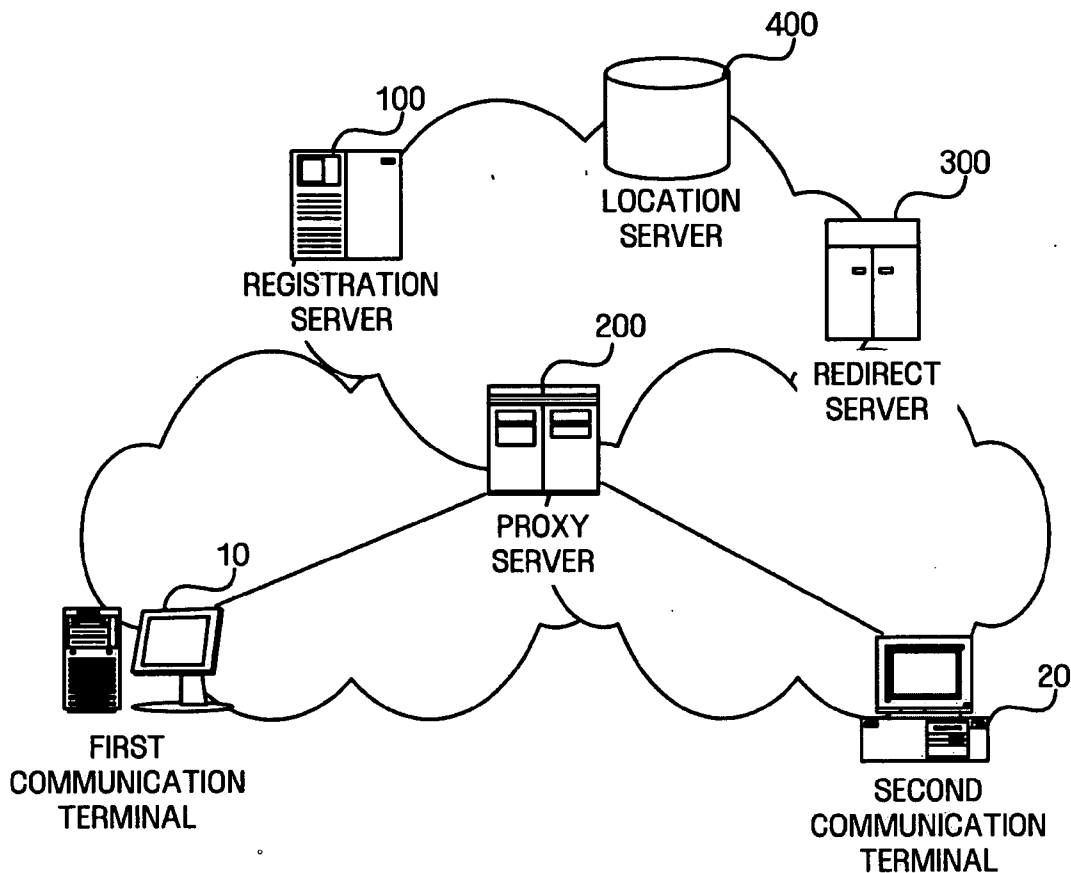 400
100
LOCATION
SERVER
300
REGISTRATION
SERVER
200
REDIRECT
SERVER
PROXY
SERVER
10
20
FIRST
COMMUNICATION
TERMINAL
SECOND
COMMUNICATION
TERMINAL